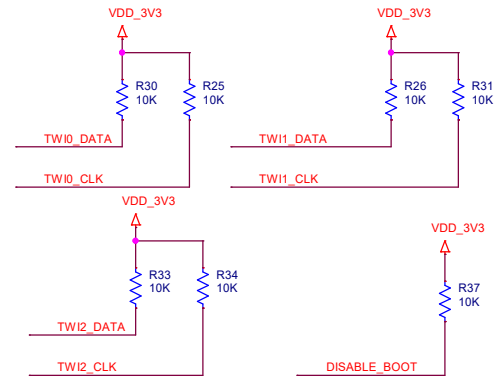 VDD_3V3
R30
10K
R25
10K
TWI0_DATA
TWI0_CLK
VDD_3V3
R26
10K
R31
10K
TWI1_DATA
TWI1_CLK
VDD_3V3
R33
10K
R34
10K
TWI2_DATA
TWI2_CLK
VDD_3V3
R37
10K
DISABLE_BOOT